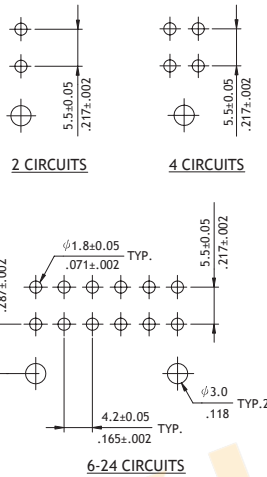 5.5±0.05
.217±.002
5.5±0.05
.217±.002
2 CIRCUITS
4 CIRCUITS
.287±.002
ϕ1.8±0.05
.071±.002
TYP.
5.5±0.05
.217±.002
ϕ3.0
.118
TYP.2
4.2±0.05
.165±.002
TYP.
6-24 CIRCUITS